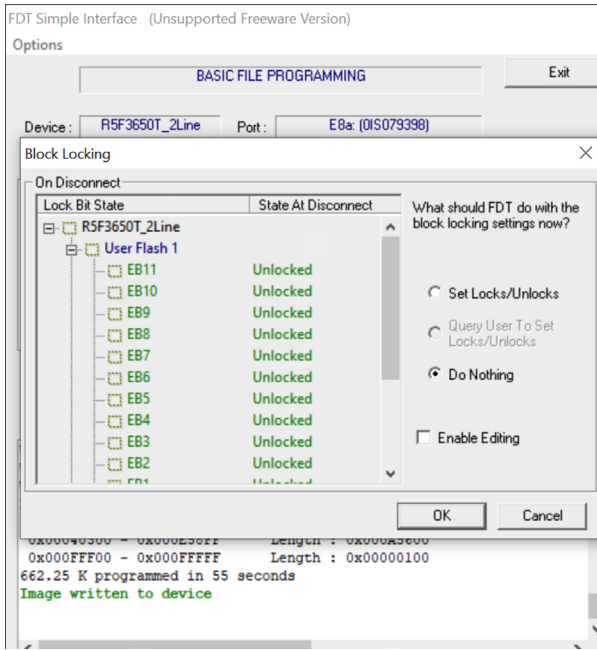 FDT Simple Interface (Unsupported Freeware Version)
Options
BASIC FILE PROGRAMMING
Exit
Device : R5F3650T_2Line Port : E8a: (0IS079398)
Block Locking
On Disconnect
Lock Bit State State At Disconnect
R5F3650T_2Line
User Flash 1
EB11 Unlocked
EB10 Unlocked
EB9 Unlocked
EB8 Unlocked
EB7 Unlocked
EB6 Unlocked
EB5 Unlocked
EB4 Unlocked
EB3 Unlocked
EB2 Unlocked
EB1 Unlocked
What should FDT do with the
block locking settings now?
Set Locks/Unlocks
Query User To Set
Locks/Unlocks
Do Nothing
Enable Editing
OK Cancel
Length : 0x000A5600
0x000FFF00 - 0x000FFFFF Length : 0x00000100
662.25 K programmed in 55 seconds
Image written to device